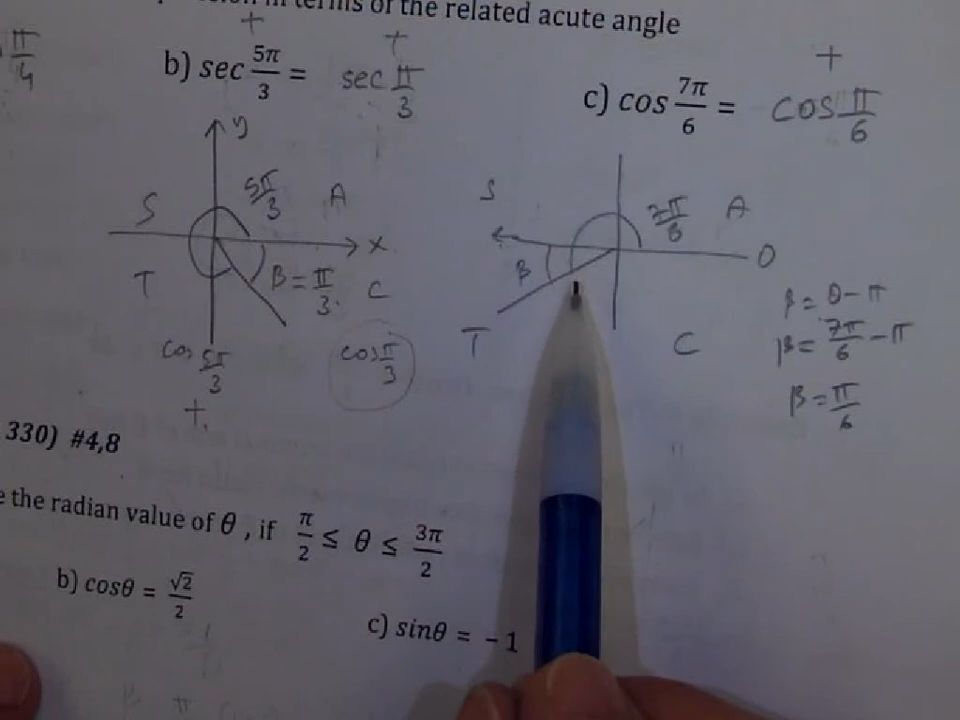 in terms of the related acute angle
+ + +
π/4
b) sec 5π/3 = sec π/3
c) cos 7π/6 = cos π/6
y
5π/3
S A
x
T β = π/3 C
cos 5π/3
+
cos π/3
S 7π/6 A
0
β
T C
β = θ - π
β = 7π/6 - π
β = π/6
330) #4,8
the radian value of θ , if π/2 ≤ θ ≤ 3π/2
b) cosθ = √2/2
c) sinθ = - 1